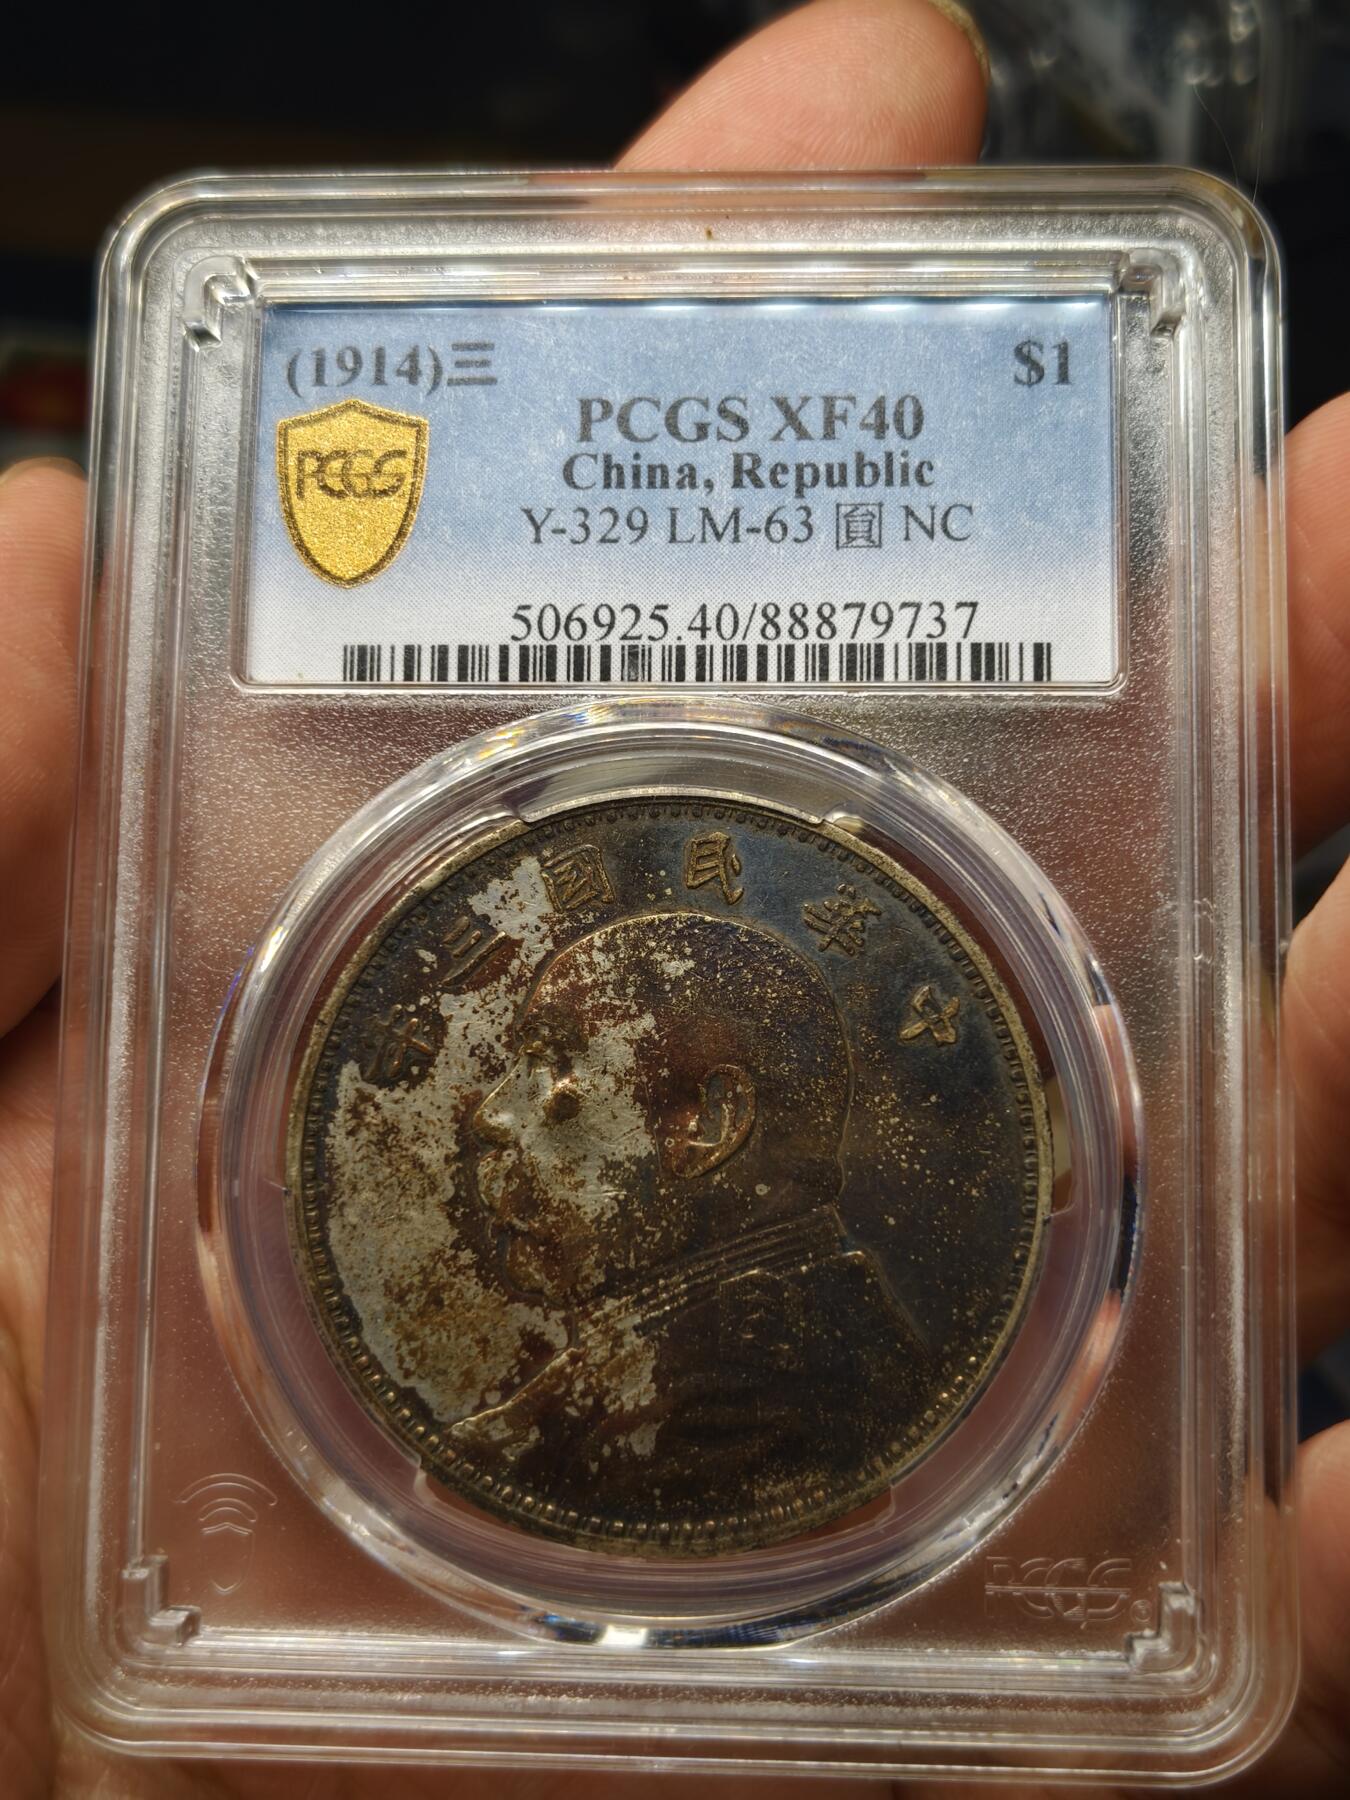 (1914)三 $1
PCGS XF40
PCGS
China, Republic
Y-329 LM-63 圓 NC
506925.40/88879737
年三國民華中
PCGS